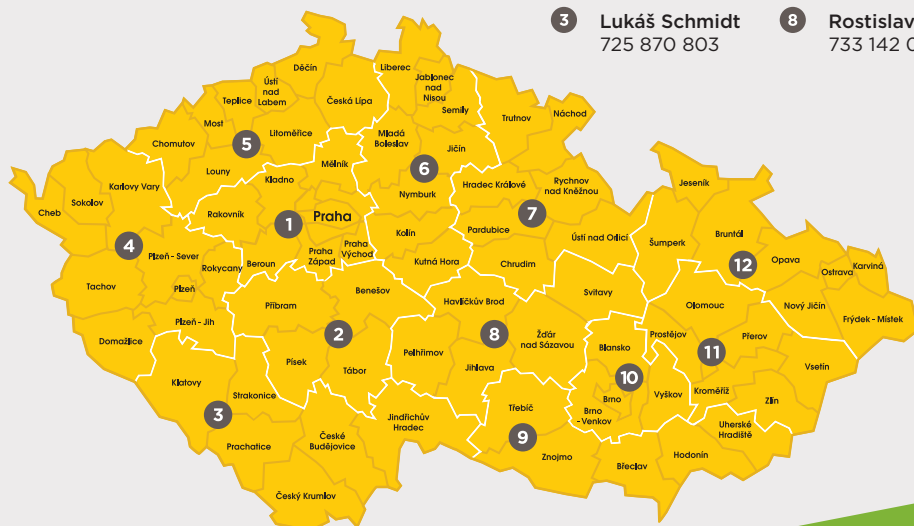 3 Lukáš Schmidt
725 870 803
8 Rostislav
733 142 0
Děčín
Liberec
Ústí
nad
Labem
Jablonec
nad
Nisou
Teplice
Česká Lípa
Semily
Most
Trutnov
Náchod
Litoměřice
Mladá
Boleslav
Chomutov
5
Jičín
Mělník
6
Louny
Kladno
Karlovy Vary
Hradec Králové
Rychnov
nad Kněžnou
Jeseník
Sokolov
Nymburk
Cheb
Rakovník
1
Praha
7
Kolín
Pardubice
Bruntál
4
Ústí nad Orlicí
Šumperk
Plzeň - Sever
Praha
Západ
Praha
Východ
Rokycany
Beroun
Kutná Hora
Chrudim
12
Opava
Ostrava
Karviná
Tachov
Plzeň
Benešov
Svitavy
Příbram
Havlíčkův Brod
Olomouc
Nový Jičín
Plzeň - Jih
Frýdek - Místek
Domažlice
2
8
Žďár
nad Sázavou
Prostějov
Přerov
Písek
Pelhřimov
Blansko
11
Tábor
Jihlava
Vsetín
Klatovy
10
Strakonice
Brno
Vyškov
Kroměříž
Zlín
3
Jindřichův
Hradec
Třebíč
Brno
- Venkov
Uherské
Hradiště
Prachatice
České
Budějovice
9
Znojmo
Hodonín
Břeclav
Český Krumlov